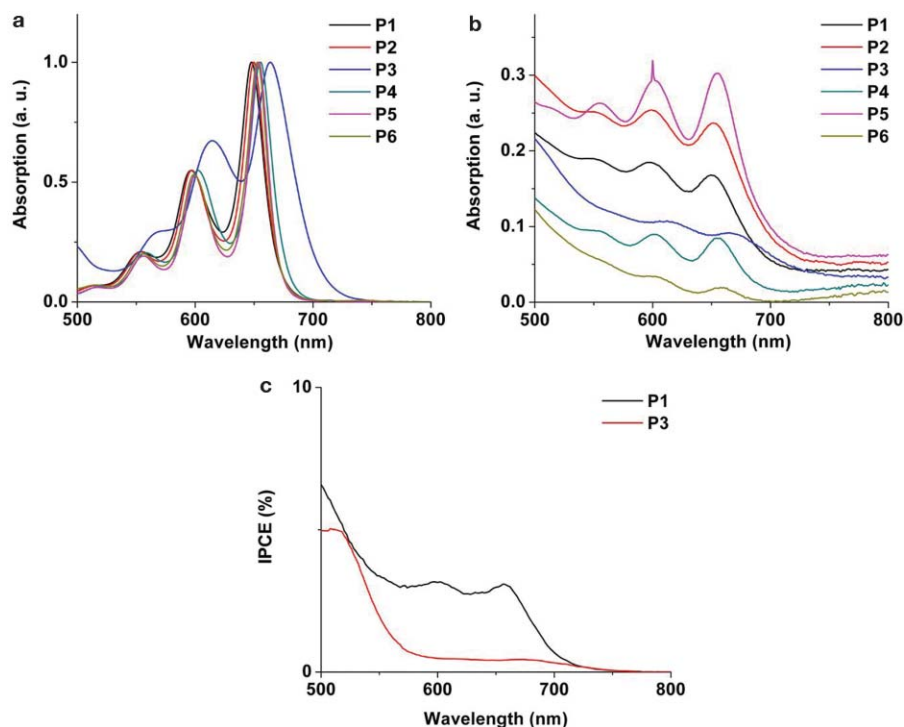 a
P1
P2
P3
P4
P5
P6
Absorption (a. u.)
1.0
0.5
0.0
500 600 700 800
Wavelength (nm)
b
P1
P2
P3
P4
P5
P6
Absorption (a. u.)
0.3
0.2
0.1
0.0
500 600 700 800
Wavelength (nm)
c
P1
P3
IPCE (%)
10
0
500 600 700 800
Wavelength (nm)